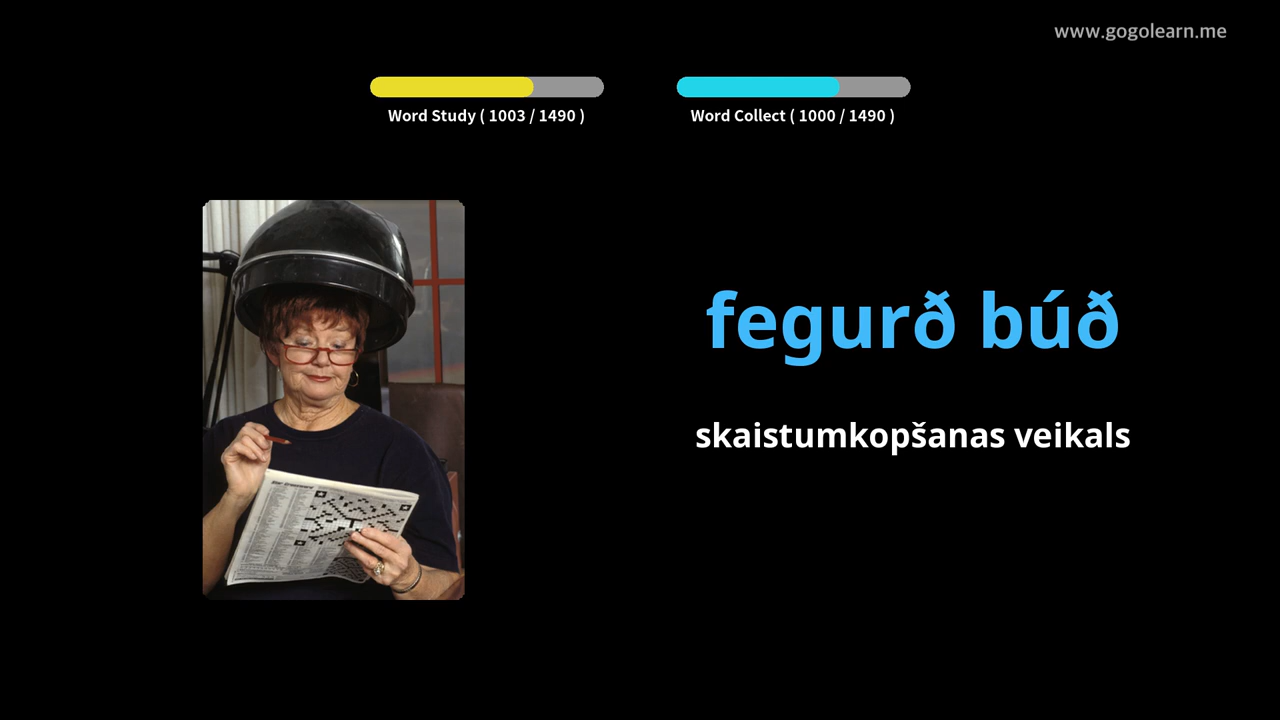 www.gogolearn.me
Word Study ( 1003 / 1490 )
Word Collect ( 1000 / 1490 )
fegurð búð
skaistumkopšanas veikals